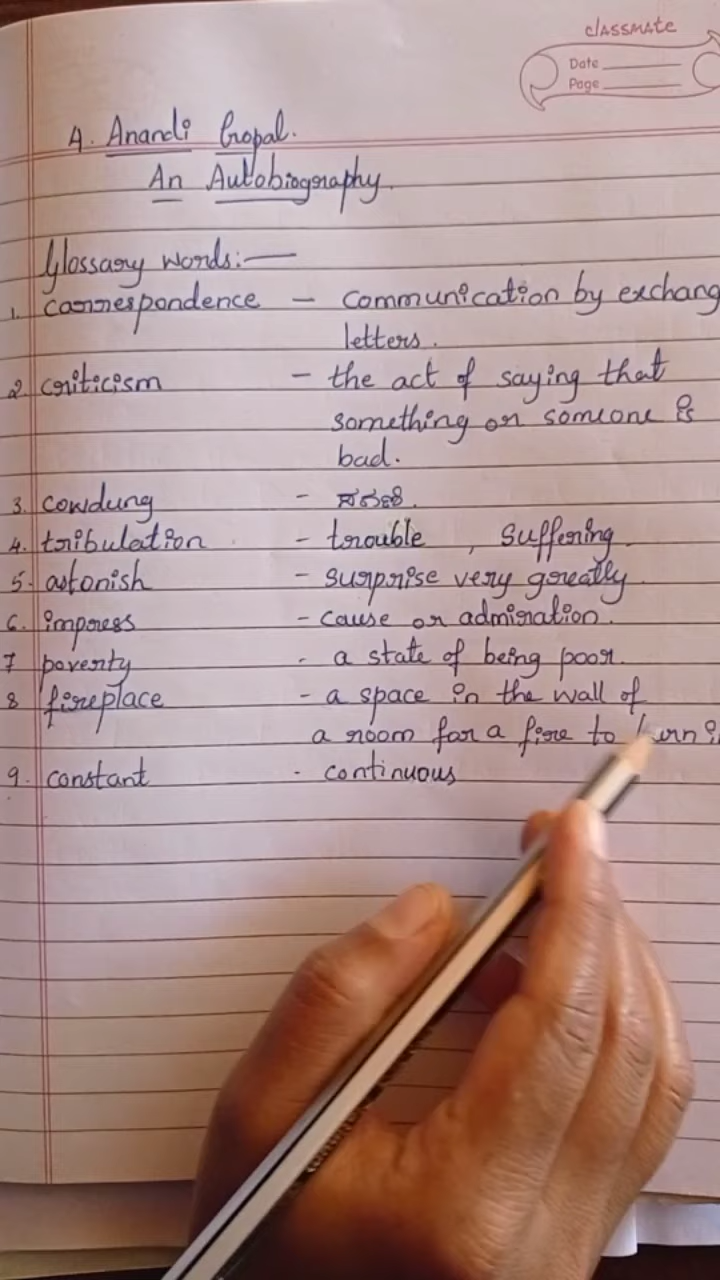 classmate
Date
Page
4. Anandi Gopal.
An Autobiography.
Glossary words:—
1. correspondence – communication by exchang
letters.
2. criticism – the act of saying that
something or someone is
bad.
3. cowdung – ಸಗಣಿ.
4. tribulation – trouble, suffering.
5. astonish – surprise very greatly.
6. impress – cause or admiration.
7 poverty - a state of being poor.
8 fireplace – a space in the wall of
a room for a fire to burn i
9. constant - continuous